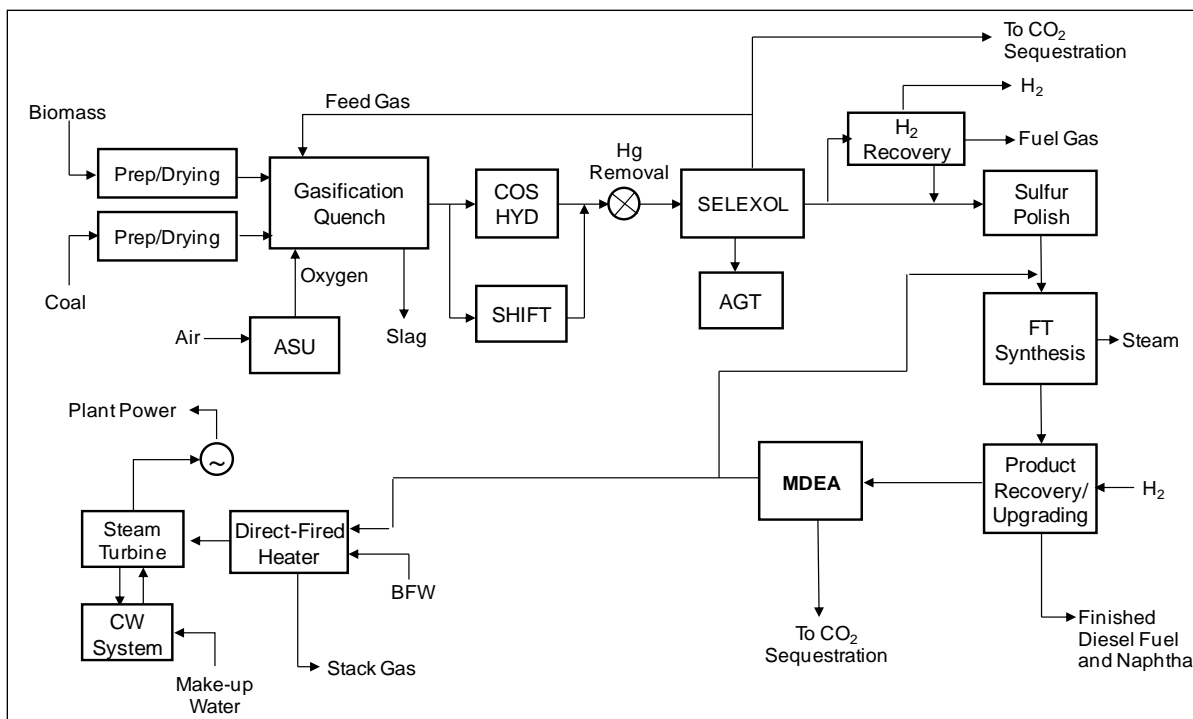 To CO₂
Sequestration
Feed Gas
H₂
Biomass
H₂
Recovery
Fuel Gas
Hg
Removal
Prep/Drying
Gasification
Quench
COS
HYD
SELEXOL
Sulfur
Polish
Prep/Drying
Oxygen
Coal
SHIFT
AGT
Air
ASU
Slag
FT
Synthesis
Steam
Plant Power
~
MDEA
Product
Recovery/
Upgrading
H₂
Steam
Turbine
Direct-Fired
Heater
BFW
CW
System
To CO₂
Sequestration
Finished
Diesel Fuel
and Naphtha
Stack Gas
Make-up
Water